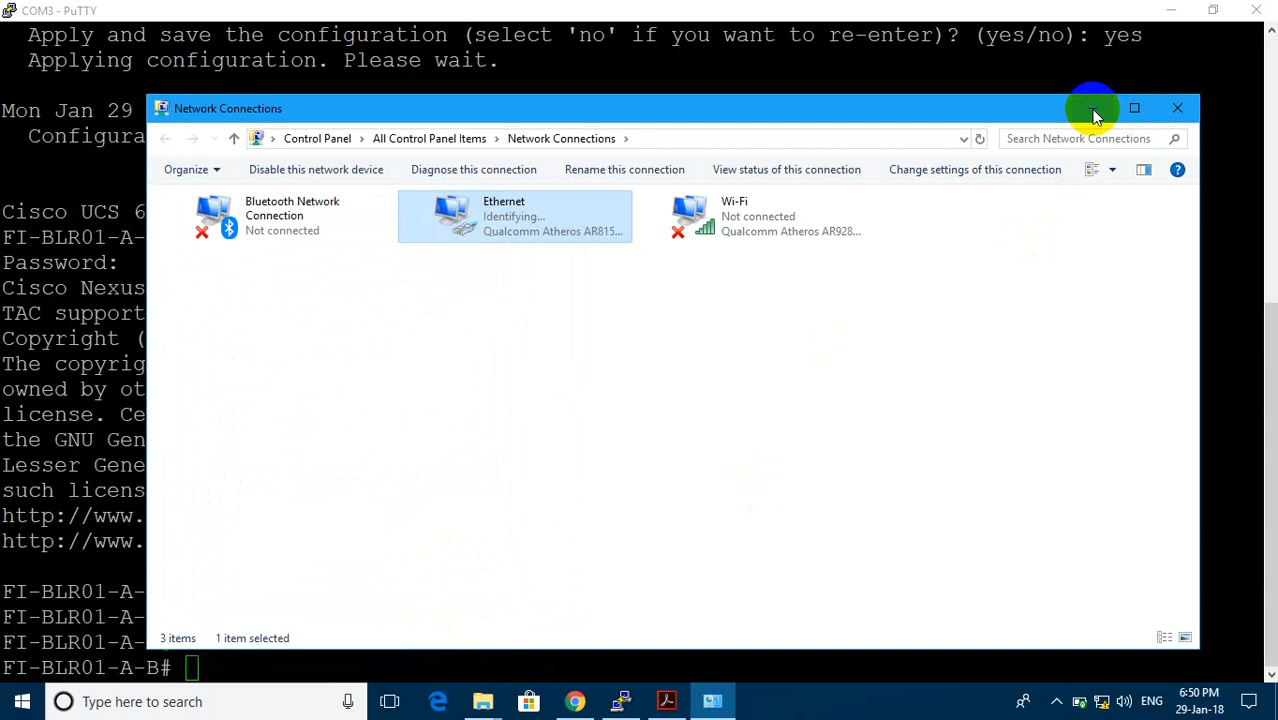 COM3 - PuTTY
Apply and save the configuration (select 'no' if you want to re-enter)? (yes/no): yes
Applying configuration. Please wait.
Mon Jan 29
Configura
Cisco UCS 6
FI-BLR01-A-
Password:
Cisco Nexus
TAC support
Copyright (
The copyrig
owned by ot
license. Ce
the GNU Gen
Lesser Gene
such licens
http://www.
http://www.
FI-BLR01-A-
FI-BLR01-A-
FI-BLR01-A-
FI-BLR01-A-B#
Network Connections
Control Panel > All Control Panel Items > Network Connections >
Search Network Connections
Organize
Disable this network device
Diagnose this connection
Rename this connection
View status of this connection
Change settings of this connection
Bluetooth Network
Connection
Not connected
Ethernet
Identifying...
Qualcomm Atheros AR815...
Wi-Fi
Not connected
Qualcomm Atheros AR928...
3 items
1 item selected
Type here to search
ENG
6:50 PM
29-Jan-18